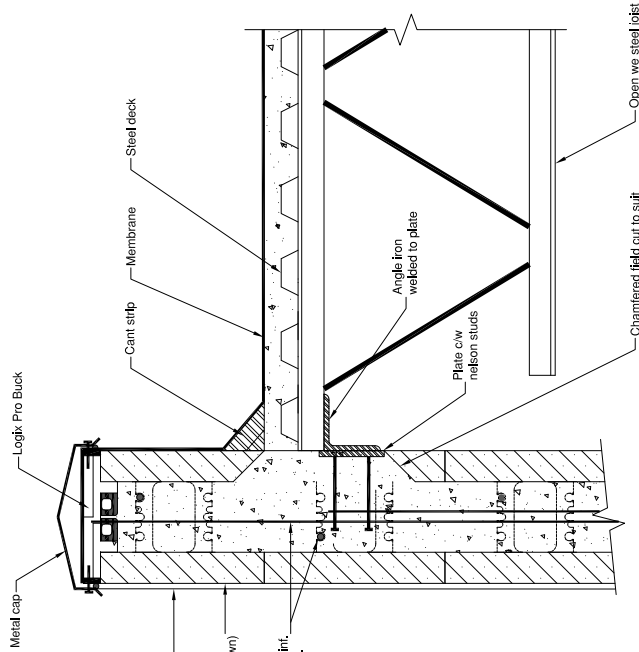 Metal cap
Logix Pro Buck
Cant strip
Membrane
Steel deck
Angle iron
welded to plate
Plate c/w
nelson studs
Open we steel joist
Chamfered field cut to suit
wn)
inf.